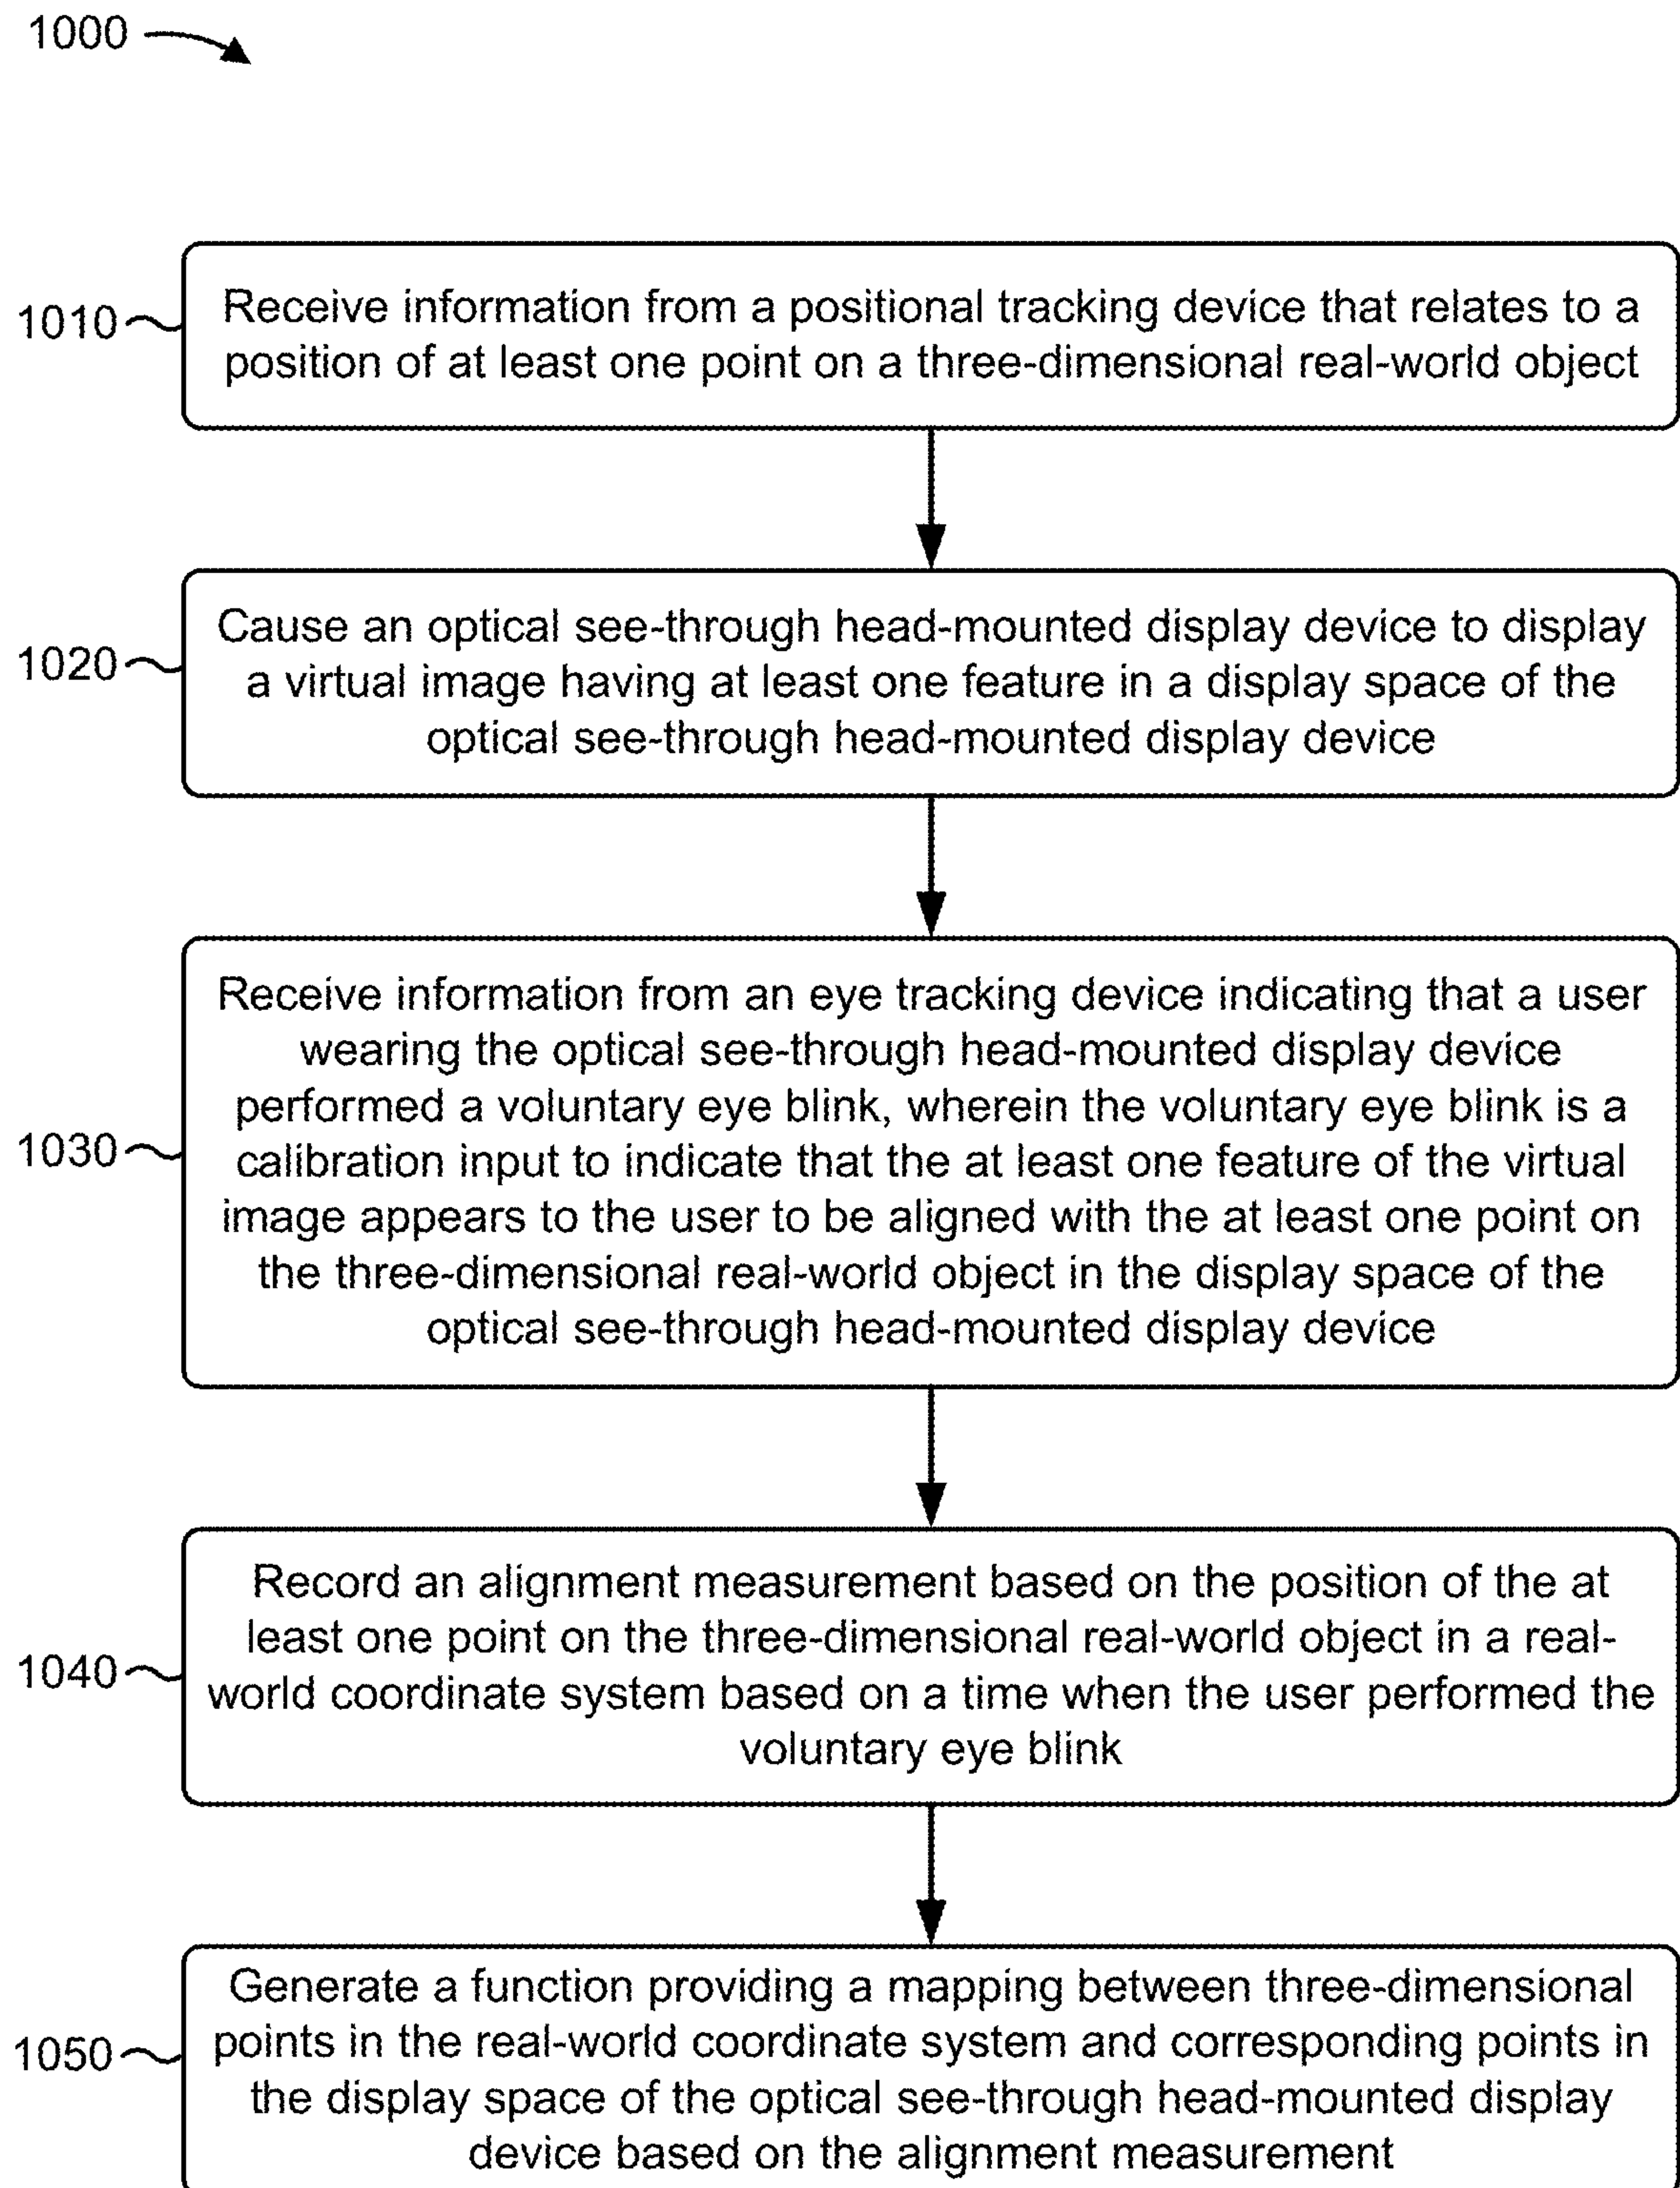 1000
1010
Receive information from a positional tracking device that relates to a
position of at least one point on a three-dimensional real-world object
1020
Cause an optical see-through head-mounted display device to display
a virtual image having at least one feature in a display space of the
optical see-through head-mounted display device
1030
Receive information from an eye tracking device indicating that a user
wearing the optical see-through head-mounted display device
performed a voluntary eye blink, wherein the voluntary eye blink is a
calibration input to indicate that the at least one feature of the virtual
image appears to the user to be aligned with the at least one point on
the three-dimensional real-world object in the display space of the
optical see-through head-mounted display device
1040
Record an alignment measurement based on the position of the at
least one point on the three-dimensional real-world object in a real-
world coordinate system based on a time when the user performed the
voluntary eye blink
1050
Generate a function providing a mapping between three-dimensional
points in the real-world coordinate system and corresponding points in
the display space of the optical see-through head-mounted display
device based on the alignment measurement